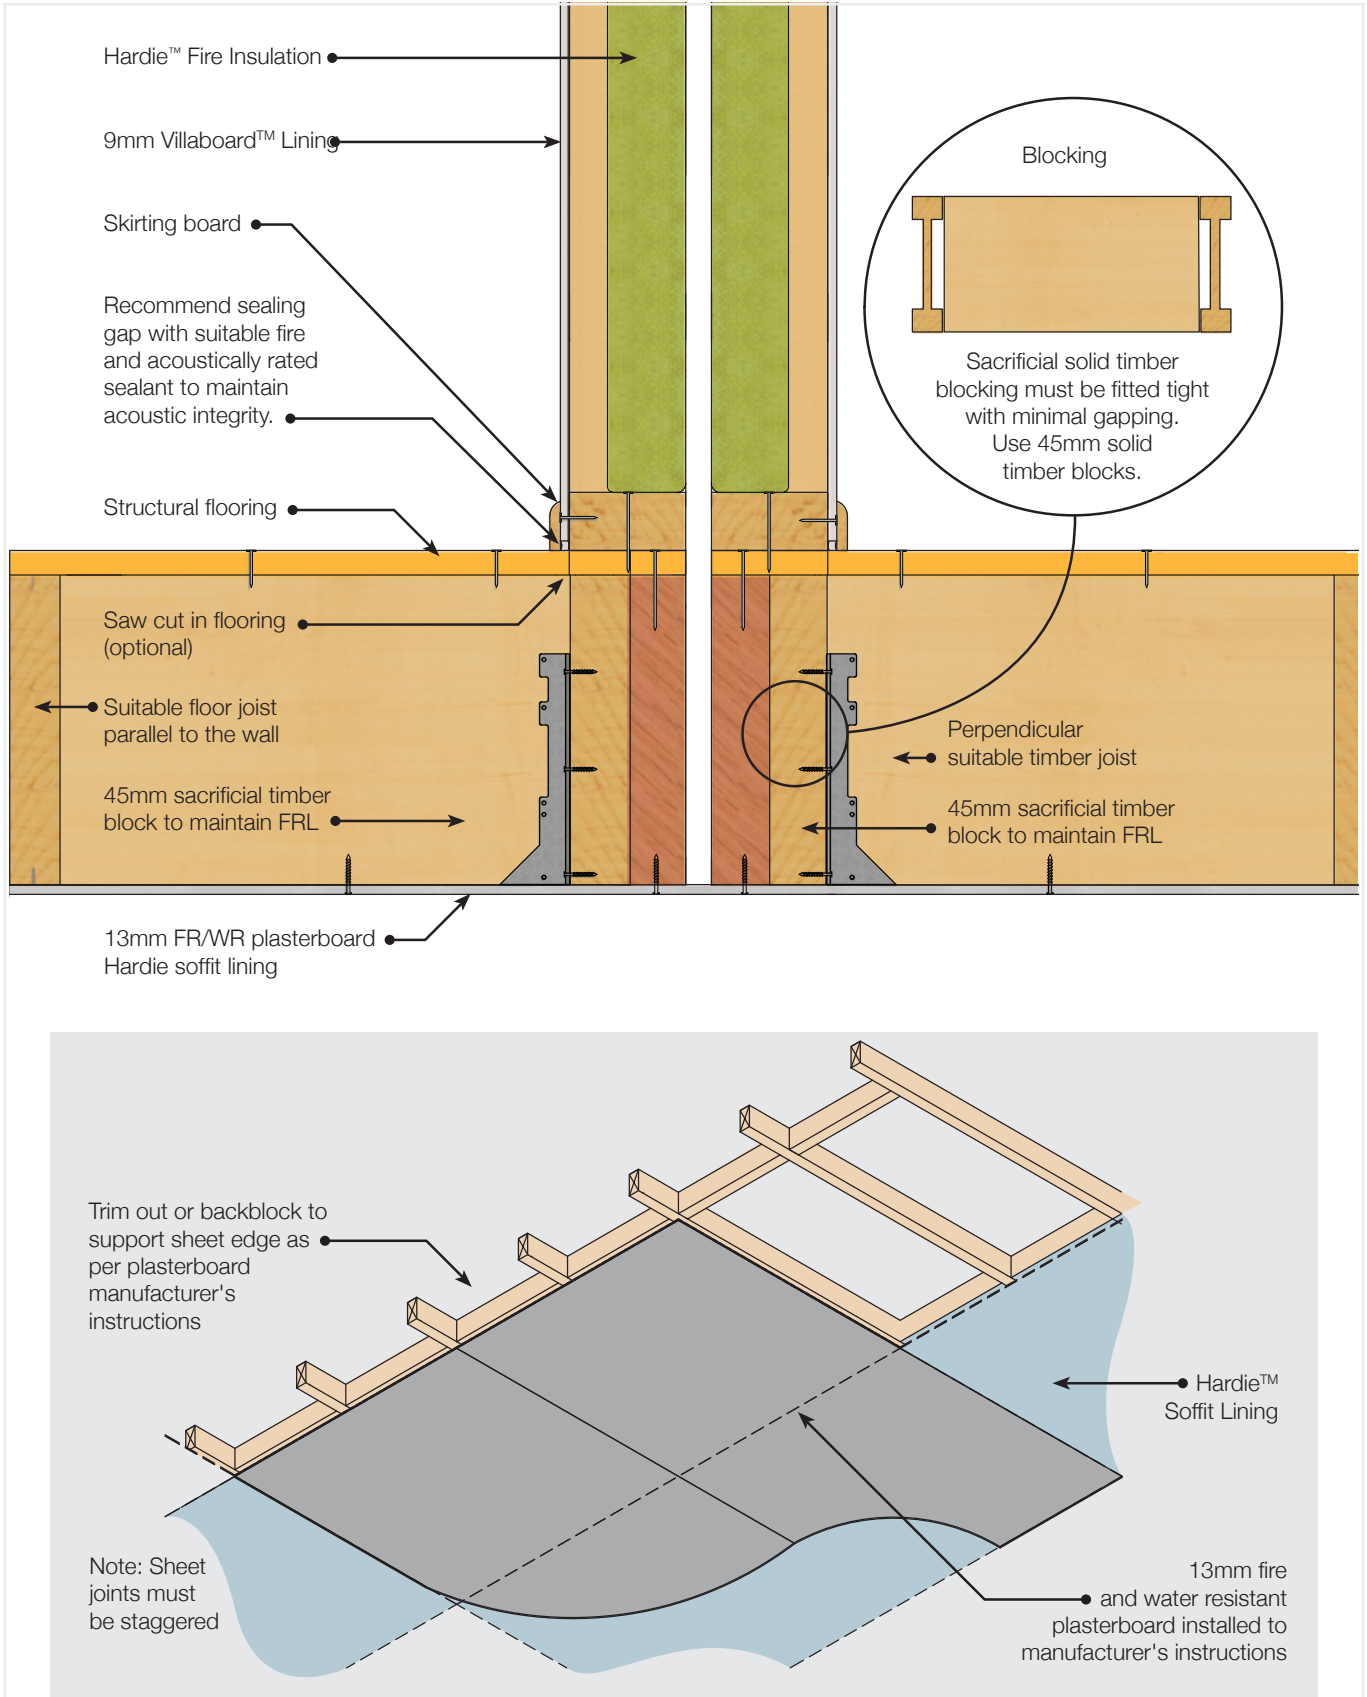 Hardie™ Fire Insulation
9mm Villaboard™ Lining
Skirting board
Recommend sealing
gap with suitable fire
and acoustically rated
sealant to maintain
acoustic integrity.
Structural flooring
Blocking
Sacrificial solid timber
blocking must be fitted tight
with minimal gapping.
Use 45mm solid
timber blocks.
Saw cut in flooring
(optional)
Suitable floor joist
parallel to the wall
45mm sacrificial timber
block to maintain FRL
Perpendicular
suitable timber joist
45mm sacrificial timber
block to maintain FRL
13mm FR/WR plasterboard
Hardie soffit lining
Trim out or backblock to
support sheet edge as
per plasterboard
manufacturer's
instructions
Hardie™
Soffit Lining
Note: Sheet
joints must
be staggered
13mm fire
and water resistant
plasterboard installed to
manufacturer's instructions